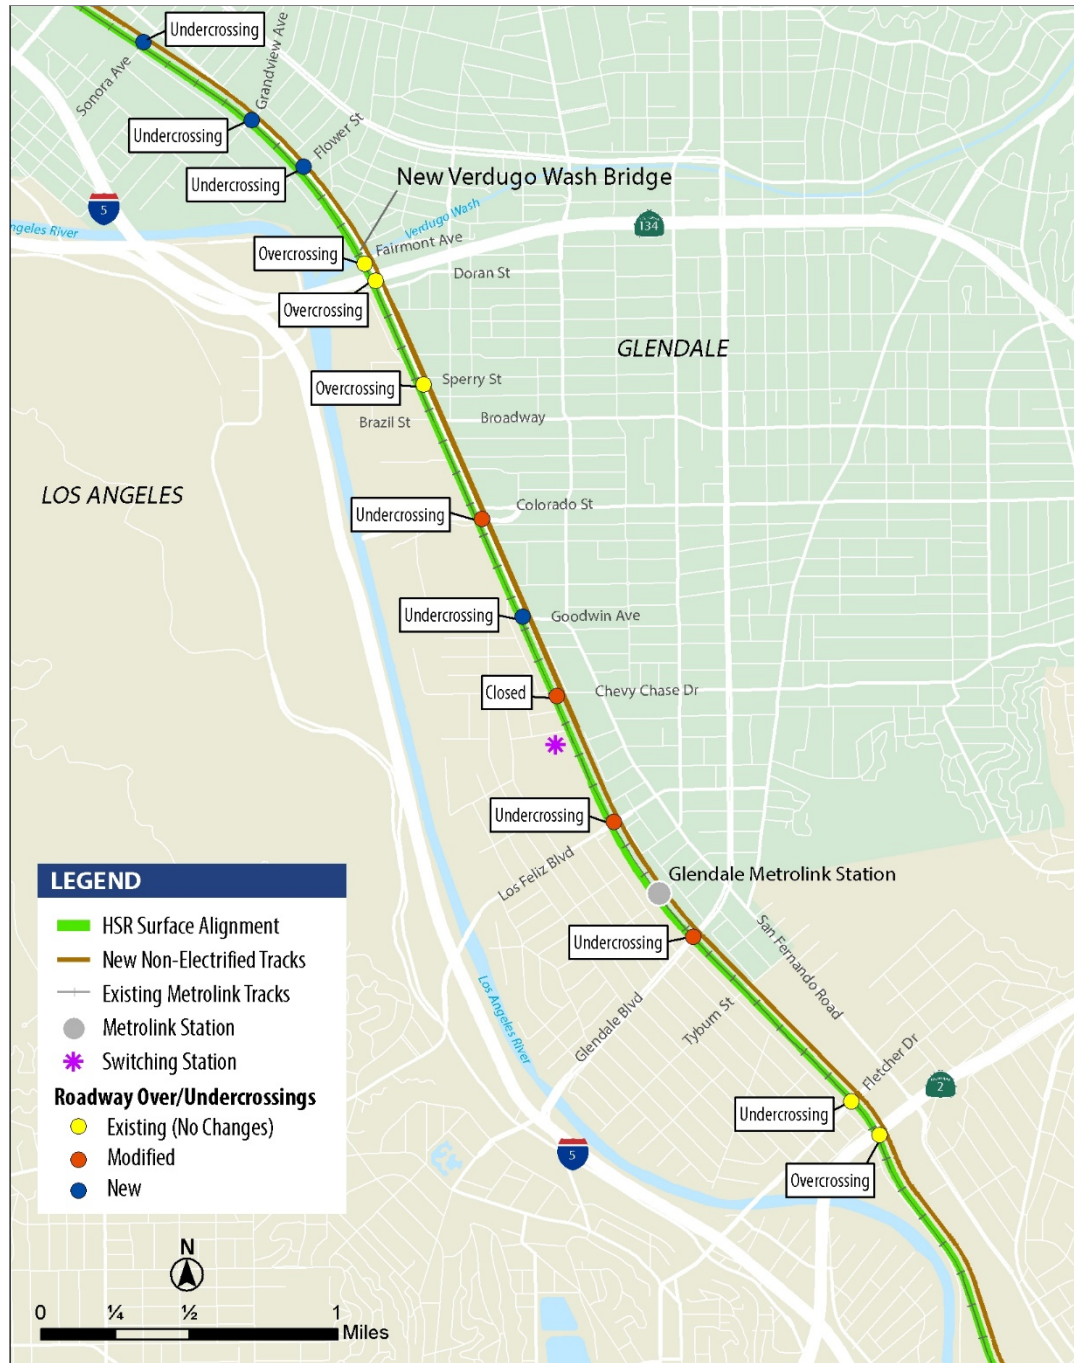 Undercrossing
Sonora Ave
Grandview Ave
Undercrossing
Flower St
Undercrossing
New Verdugo Wash Bridge
5
ngeles River
Verdugo Wash
134
Fairmont Ave
Overcrossing
Doran St
Overcrossing
GLENDALE
Overcrossing
Sperry St
Brazil St
Broadway
LOS ANGELES
Colorado St
Undercrossing
Undercrossing
Goodwin Ave
Closed
Chevy Chase Dr
Undercrossing
Los Feliz Blvd
Glendale Metrolink Station
San Fernando Road
Undercrossing
Los Angeles River
Glendale Blvd
Tyburn St
Fletcher Dr
2
Undercrossing
5
Overcrossing
LEGEND
HSR Surface Alignment
New Non-Electrified Tracks
Existing Metrolink Tracks
Metrolink Station
Switching Station
Roadway Over/Undercrossings
Existing (No Changes)
Modified
New
N
0 ¼ ½ 1
Miles